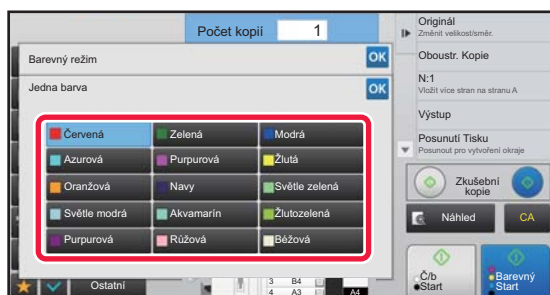 Počet kopií 1
Barevný režim OK
Jedna barva OK
Červená Zelená Modrá
Azurová Purpurová Žlutá
Oranžová Navy Světle zelená
Světle modrá Akvamarín Žlutozelená
Purpurová Růžová Béžová
Ostatní
3 B4
4 A3
A4
Originál
Změnit velikost/směr.
Oboustr. Kopie
N:1
Vložit více stran na stranu A
Výstup
Posunutí Tisku
Posunout pro vytvoření okraje
Zkušební
kopie
Náhled CA
Č/b
Start
Barevný
Start